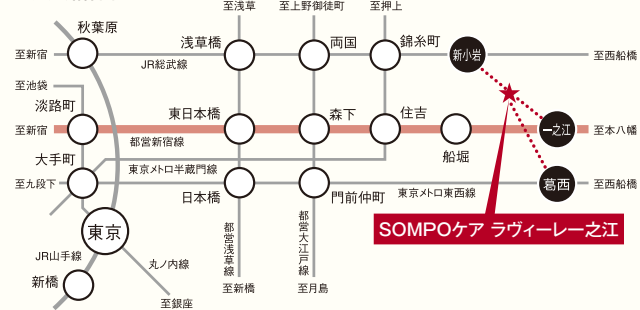 至浅草
至上野御徒町
至押上
秋葉原
至新宿
浅草橋
両国
錦糸町
新小岩
至西船橋
JR総武線
至池袋
淡路町
東日本橋
森下
住吉
一之江
至新宿
至本八幡
都営新宿線
船堀
大手町
東京メトロ半蔵門線
至九段下
日本橋
門前仲町
東京メトロ東西線
葛西
至西船橋
東京
SOMPOケア ラヴィーレ一之江
都営浅草線
都営大江戸線
JR山手線
丸ノ内線
新橋
至新橋
至月島
至銀座